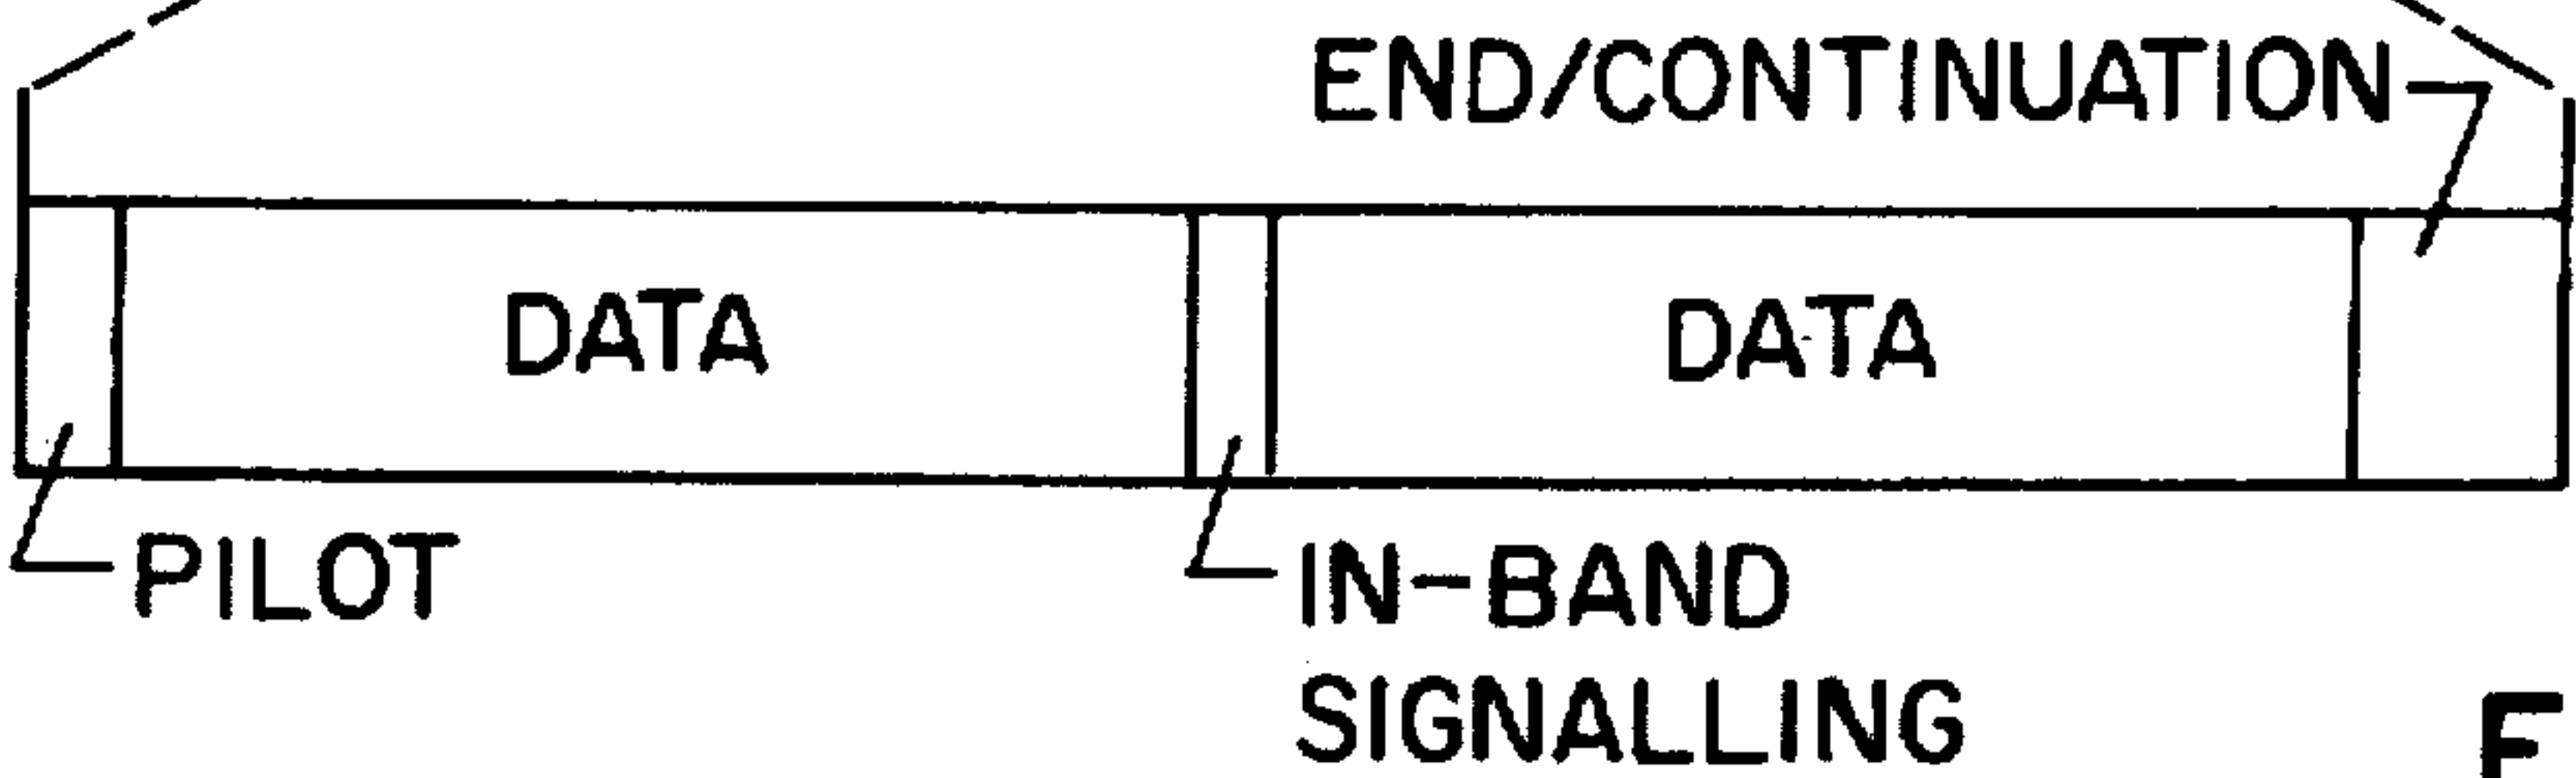 END/CONTINUATION
DATA DATA
PILOT
IN-BAND
SIGNALLING